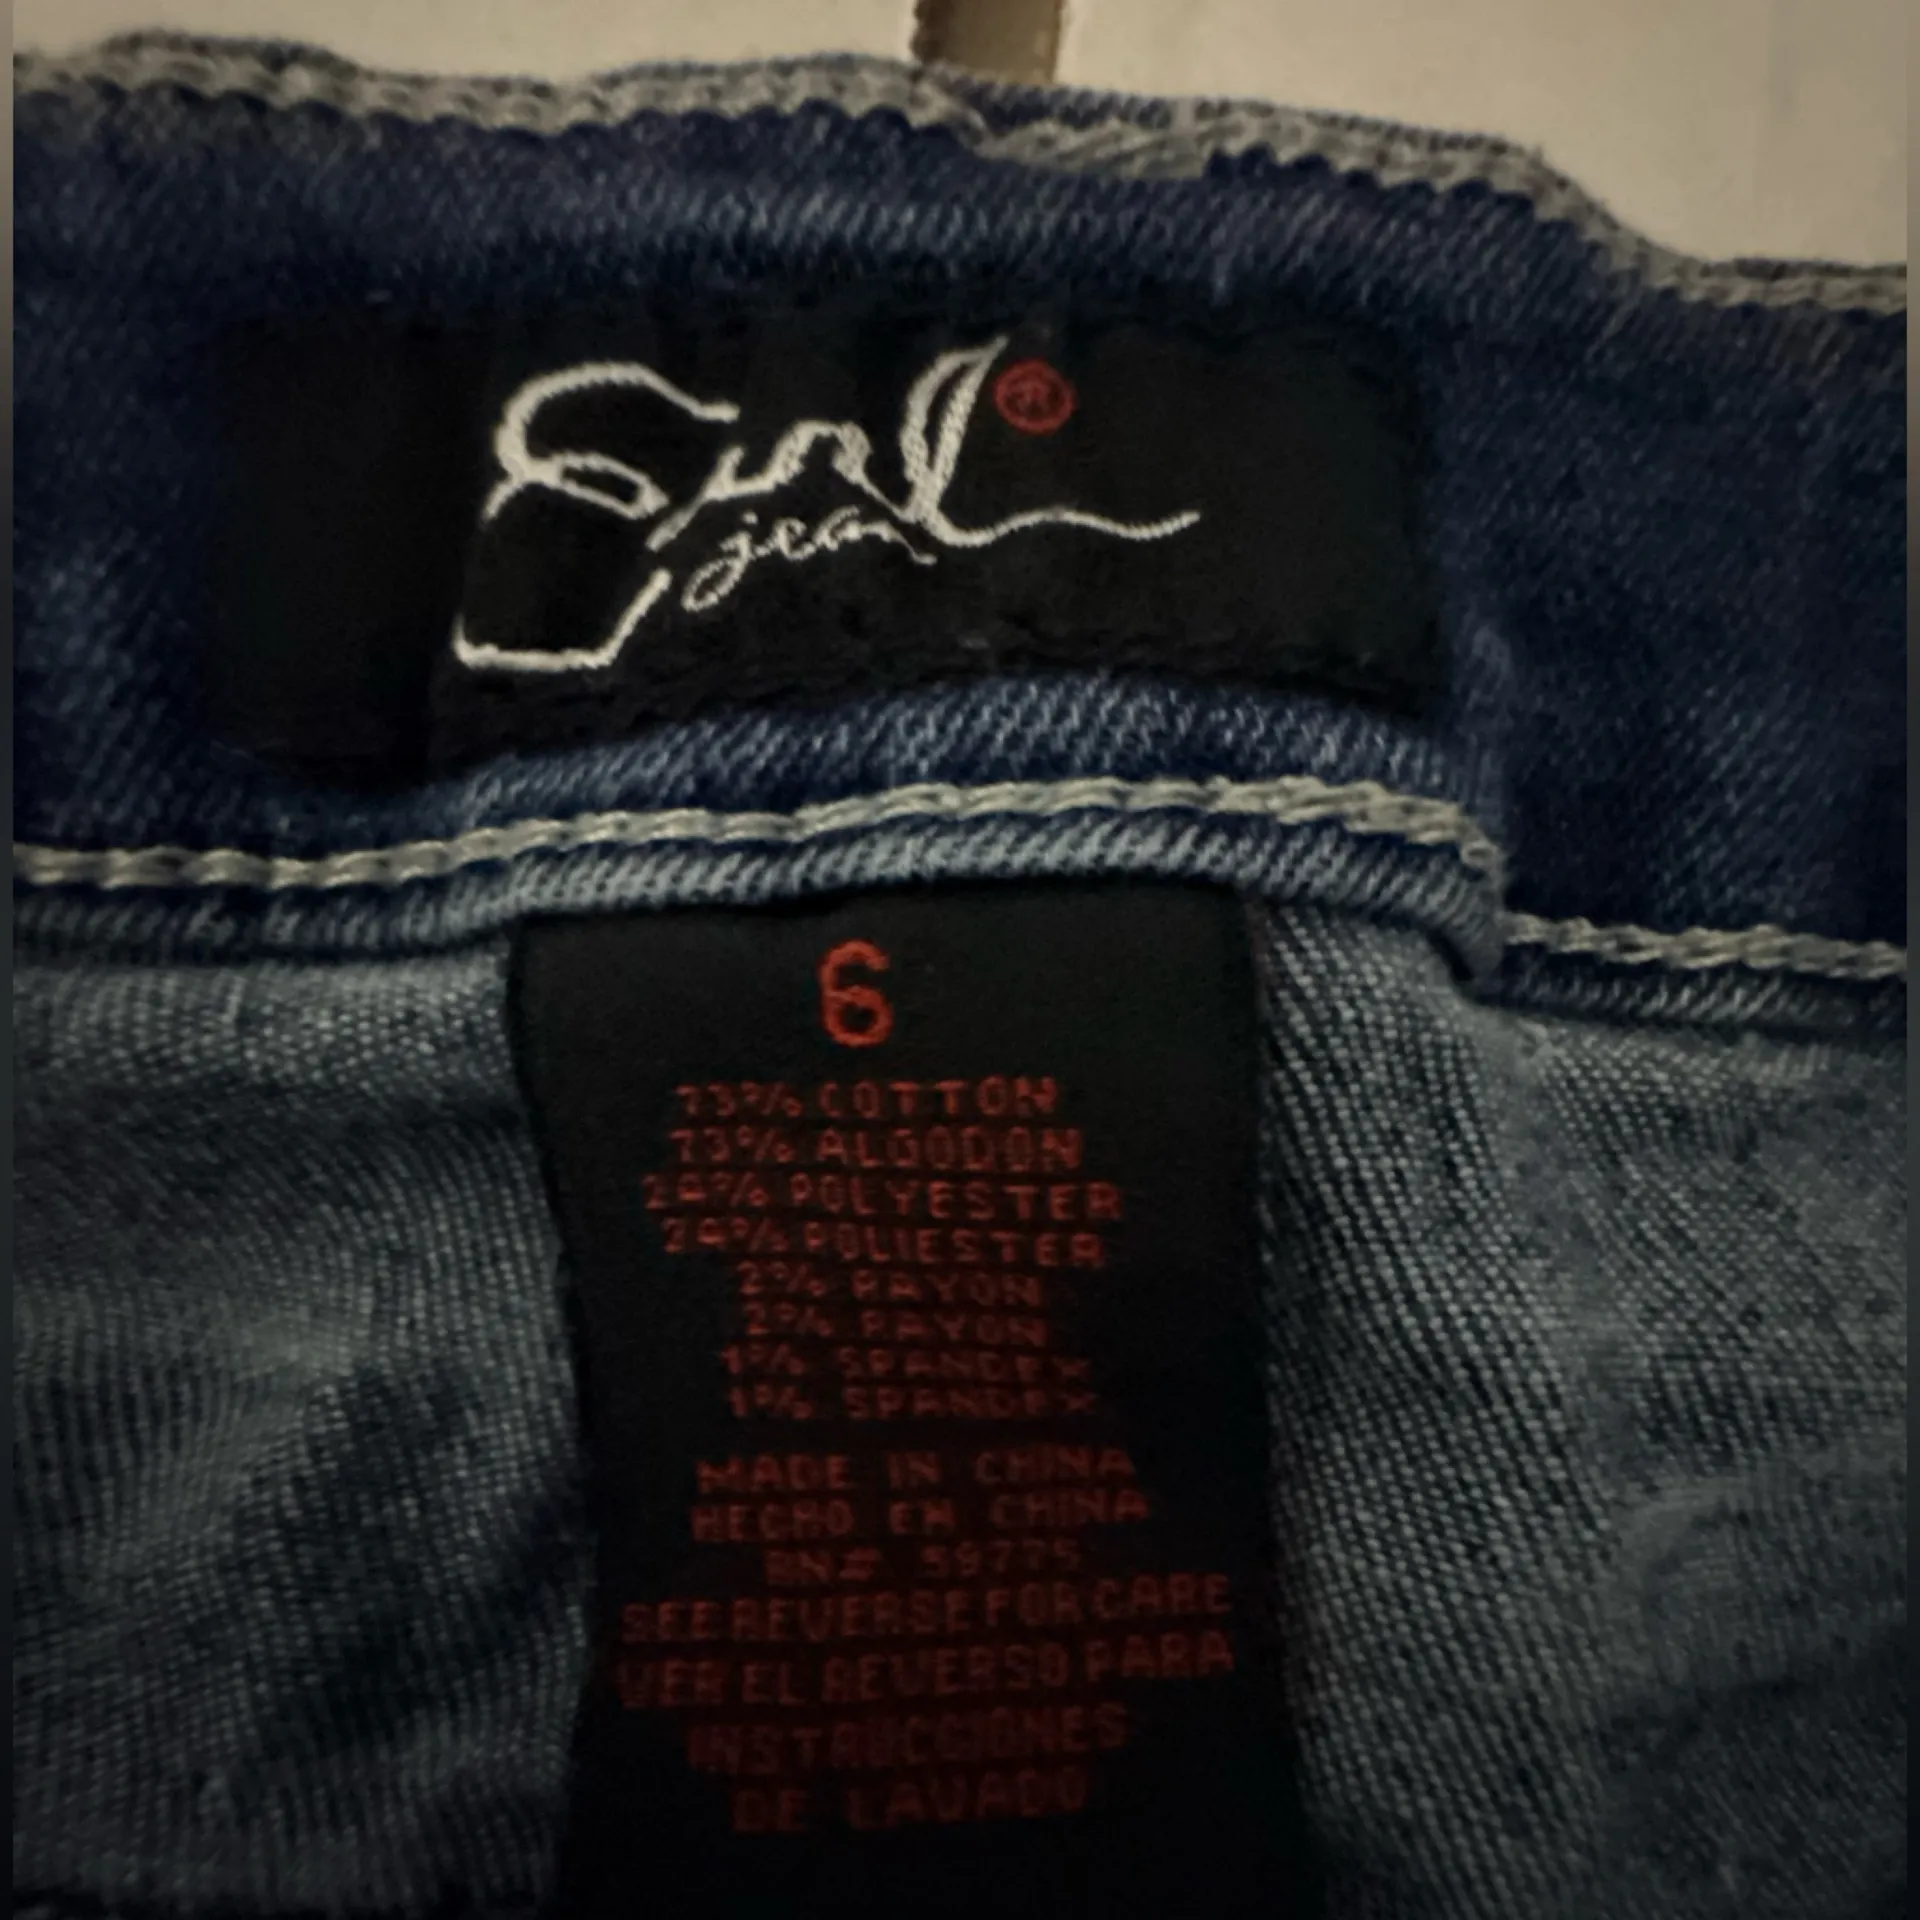 Girl®
jean
6
73% COTTON
73% ALGODON
24% POLYESTER
24% POLIESTER
2% RAYON
2% RAYON
1% SPANDEX
1% SPANDEX
MADE IN CHINA
HECHO EN CHINA
RN# 59775
SEE REVERSE FOR CARE
VER EL REVERSO PARA
INSTRUCCIONES
DE LAVADO